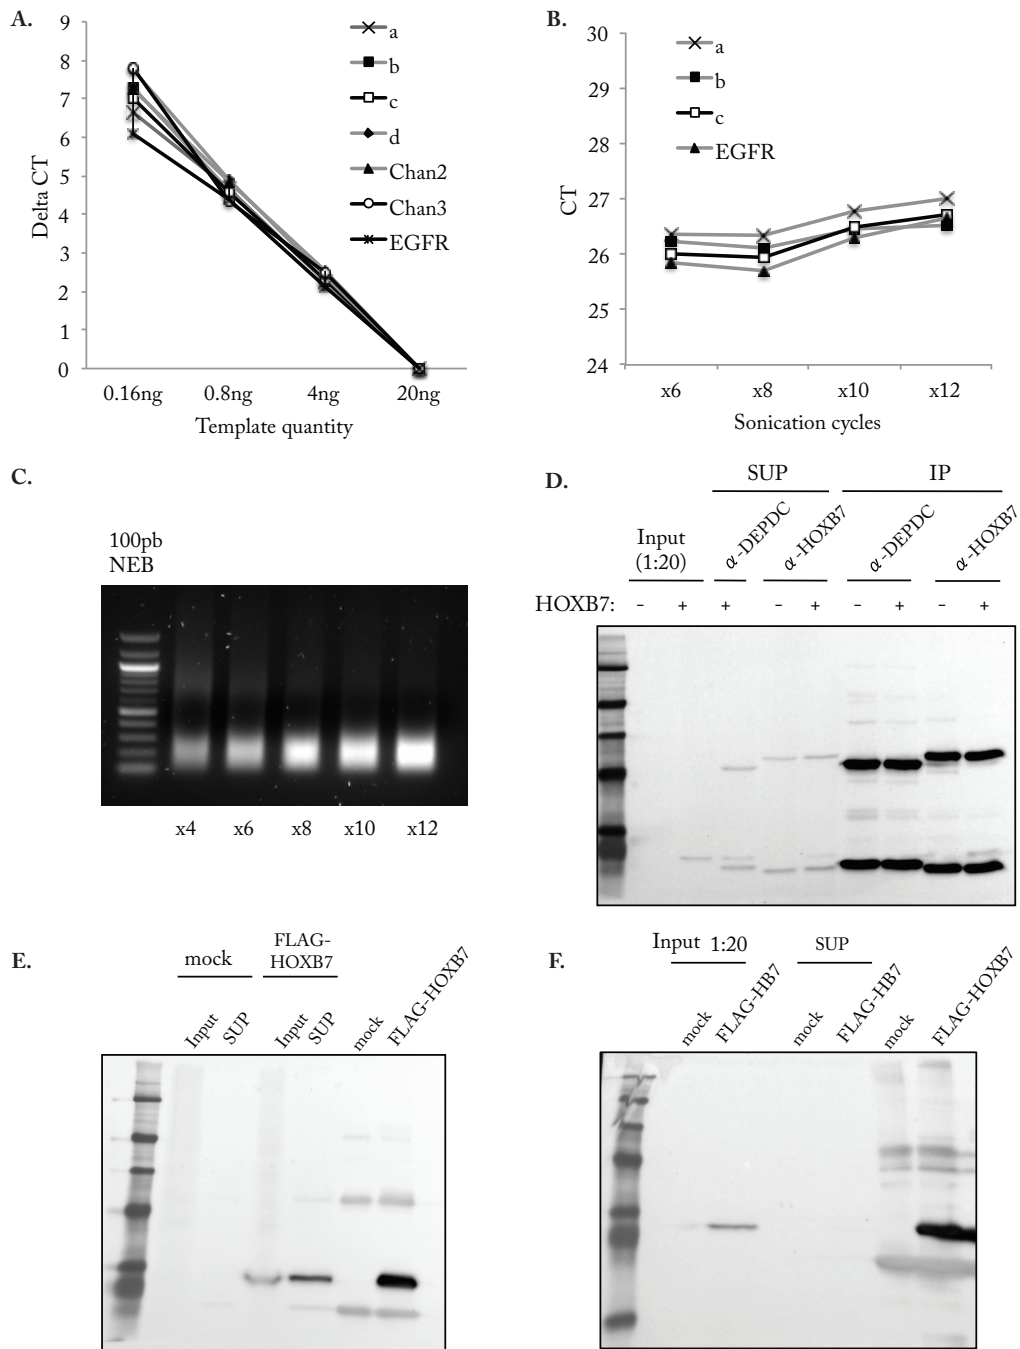 A.
9
8
7
6
5
4
3
2
1
0
Delta CT
0.16ng 0.8ng 4ng 20ng
Template quantity
a
b
c
d
Chan2
Chan3
EGFR
B.
30
29
28
27
26
25
24
CT
x6 x8 x10 x12
Sonication cycles
a
b
c
EGFR
C.
100pb
NEB
x4 x6 x8 x10 x12
D.
SUP IP
Input
(1:20)
α-DEPDC
α-HOXB7
α-DEPDC
α-HOXB7
HOXB7: - + + - + - + - +
E.
mock
FLAG-
HOXB7
Input
SUP
Input
SUP
mock
FLAG-HOXB7
F.
Input 1:20 SUP
mock
FLAG-HB7
mock
FLAG-HB7
mock
FLAG-HOXB7